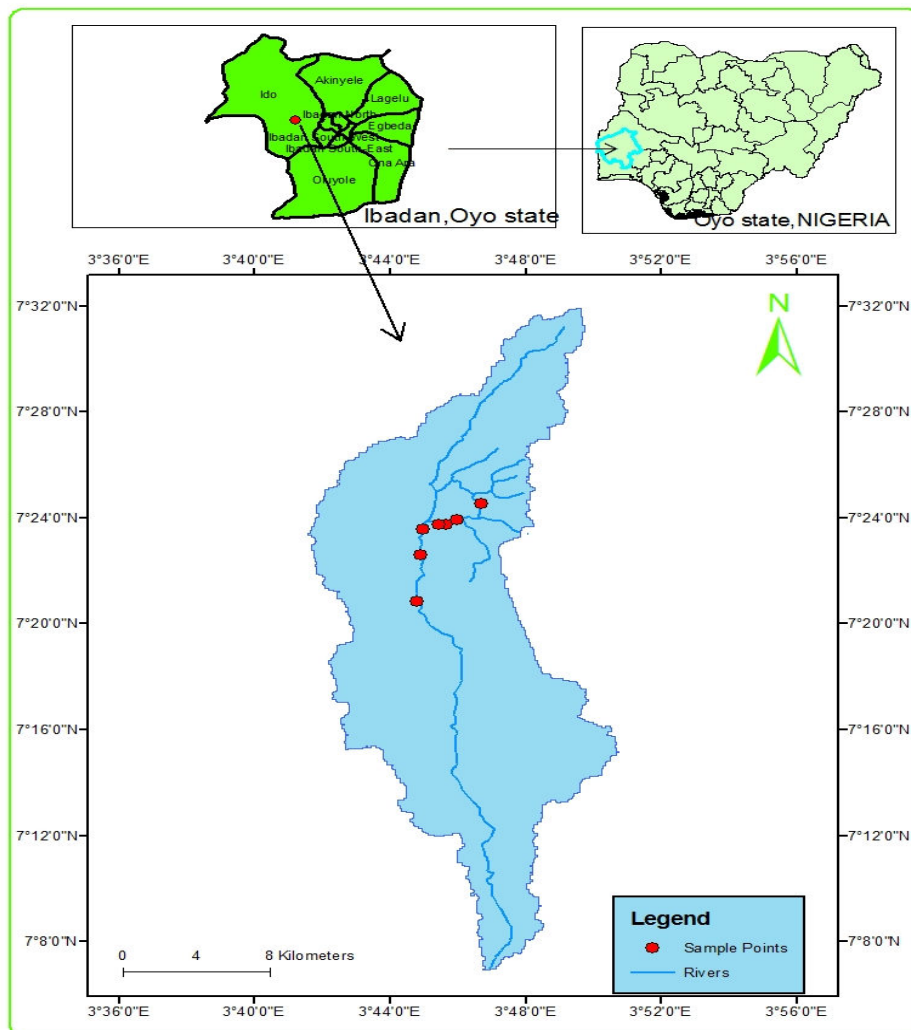 Ido
Akinyele
Lagelu
Ibadan North
Egbeda
Ibadan South-West
Ibadan South-East
Ona Ara
Oluyole
Ibadan,Oyo state
Oyo state,NIGERIA
3°36'0"E 3°40'0"E 3°44'0"E 3°48'0"E 3°52'0"E 3°56'0"E
N
7°32'0"N 7°32'0"N
7°28'0"N 7°28'0"N
7°24'0"N 7°24'0"N
7°20'0"N 7°20'0"N
7°16'0"N 7°16'0"N
7°12'0"N 7°12'0"N
7°8'0"N 7°8'0"N
Legend
Sample Points
Rivers
0 4 8 Kilometers
3°36'0"E 3°40'0"E 3°44'0"E 3°48'0"E 3°52'0"E 3°56'0"E